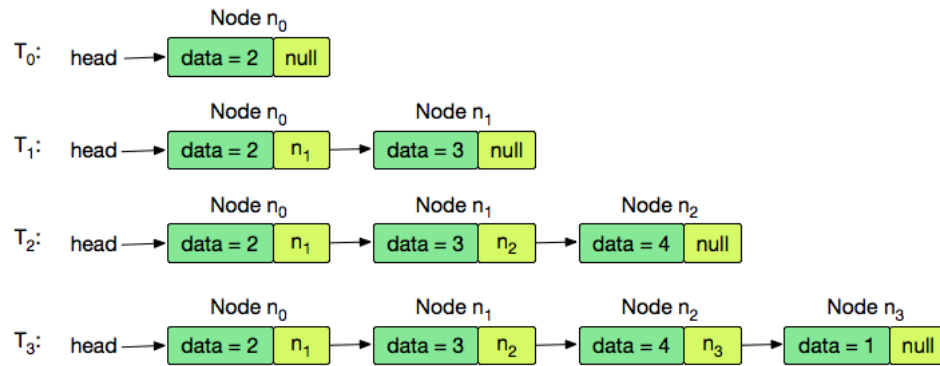 Node n₀
T₀: head data = 2 null
Node n₀ Node n₁
T₁: head data = 2 n₁ data = 3 null
Node n₀ Node n₁ Node n₂
T₂: head data = 2 n₁ data = 3 n₂ data = 4 null
Node n₀ Node n₁ Node n₂ Node n₃
T₃: head data = 2 n₁ data = 3 n₂ data = 4 n₃ data = 1 null